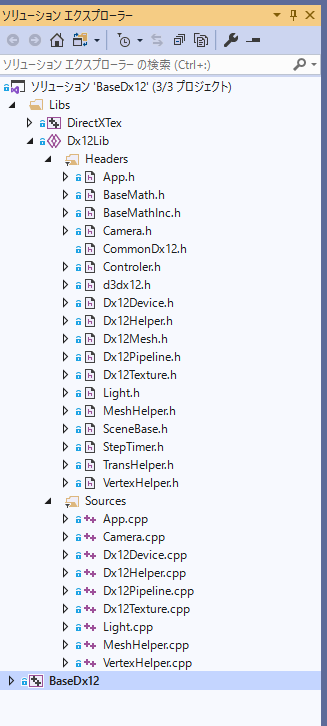 ソリューション エクスプローラー
ソリューション エクスプローラー の検索 (Ctrl+:)
ソリューション 'BaseDx12' (3/3 プロジェクト)
Libs
DirectXTex
Dx12Lib
Headers
App.h
BaseMath.h
BaseMathInc.h
Camera.h
CommonDx12.h
Controler.h
d3dx12.h
Dx12Device.h
Dx12Helper.h
Dx12Mesh.h
Dx12Pipeline.h
Dx12Texture.h
Light.h
MeshHelper.h
SceneBase.h
StepTimer.h
TransHelper.h
VertexHelper.h
Sources
App.cpp
Camera.cpp
Dx12Device.cpp
Dx12Helper.cpp
Dx12Pipeline.cpp
Dx12Texture.cpp
Light.cpp
MeshHelper.cpp
VertexHelper.cpp
BaseDx12